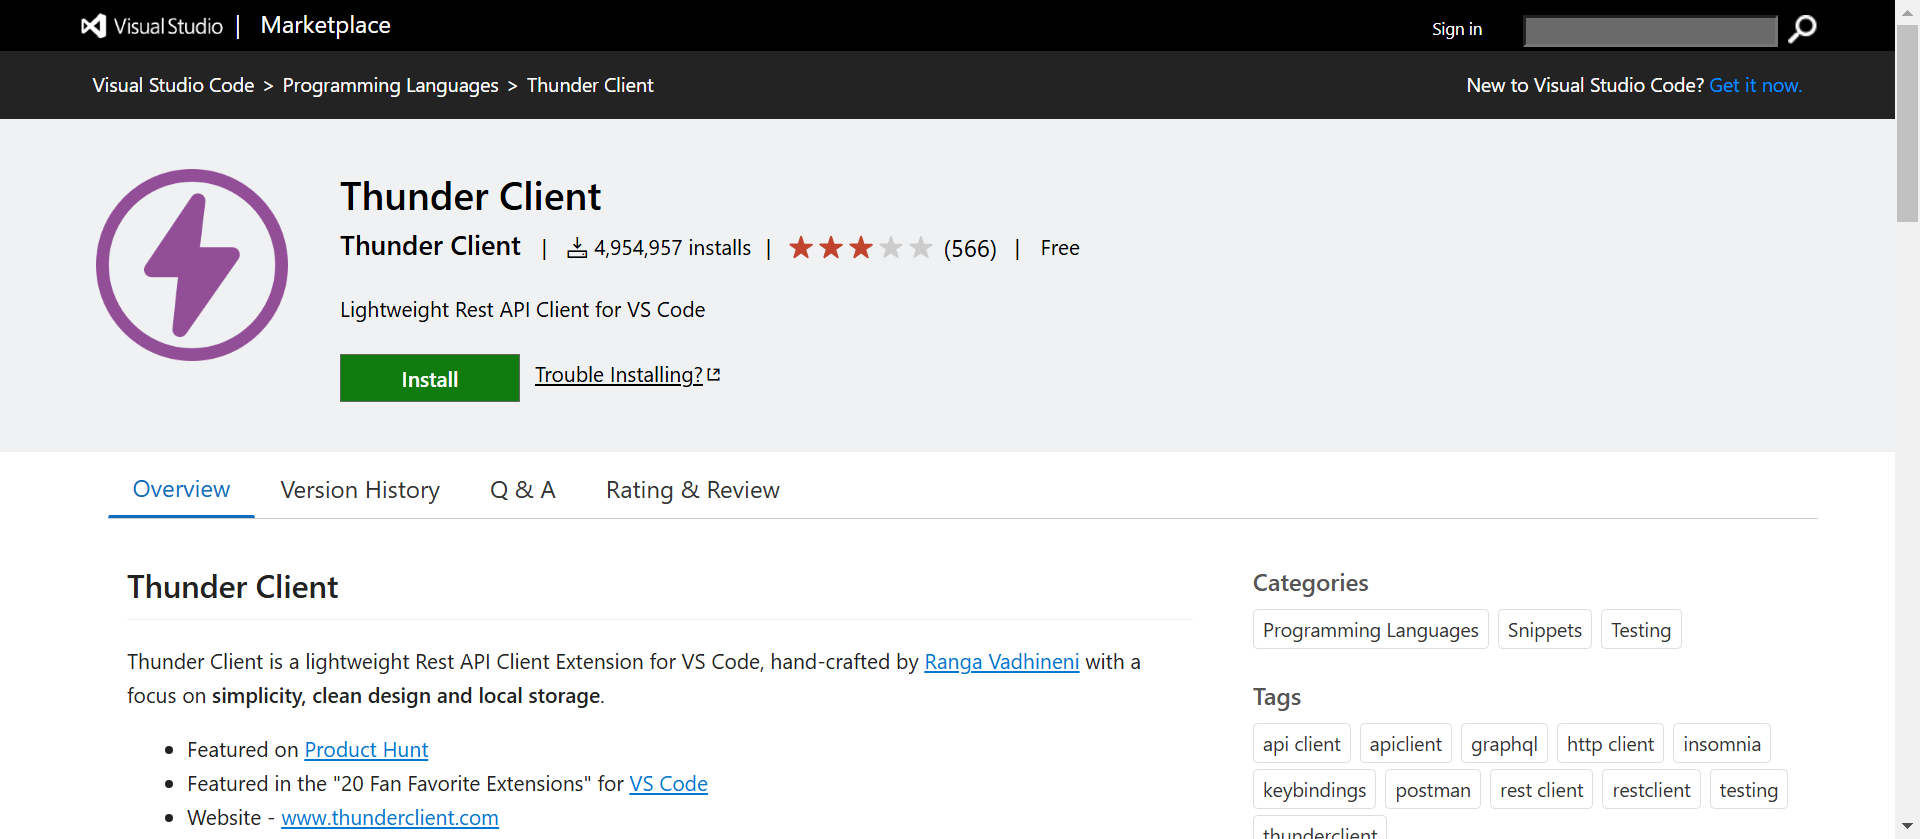 Visual Studio | Marketplace
Sign in
Visual Studio Code > Programming Languages > Thunder Client
New to Visual Studio Code? Get it now.
Thunder Client
Thunder Client | 4,954,957 installs | (566) | Free
Lightweight Rest API Client for VS Code
Install
Trouble Installing?
Overview
Version History
Q & A
Rating & Review
Thunder Client
Thunder Client is a lightweight Rest API Client Extension for VS Code, hand-crafted by Ranga Vadhineni with a
focus on simplicity, clean design and local storage.
Featured on Product Hunt
Featured in the "20 Fan Favorite Extensions" for VS Code
Website - www.thunderclient.com
Categories
Programming Languages
Snippets
Testing
Tags
api client
apiclient
graphql
http client
insomnia
keybindings
postman
rest client
restclient
testing
thunderclient